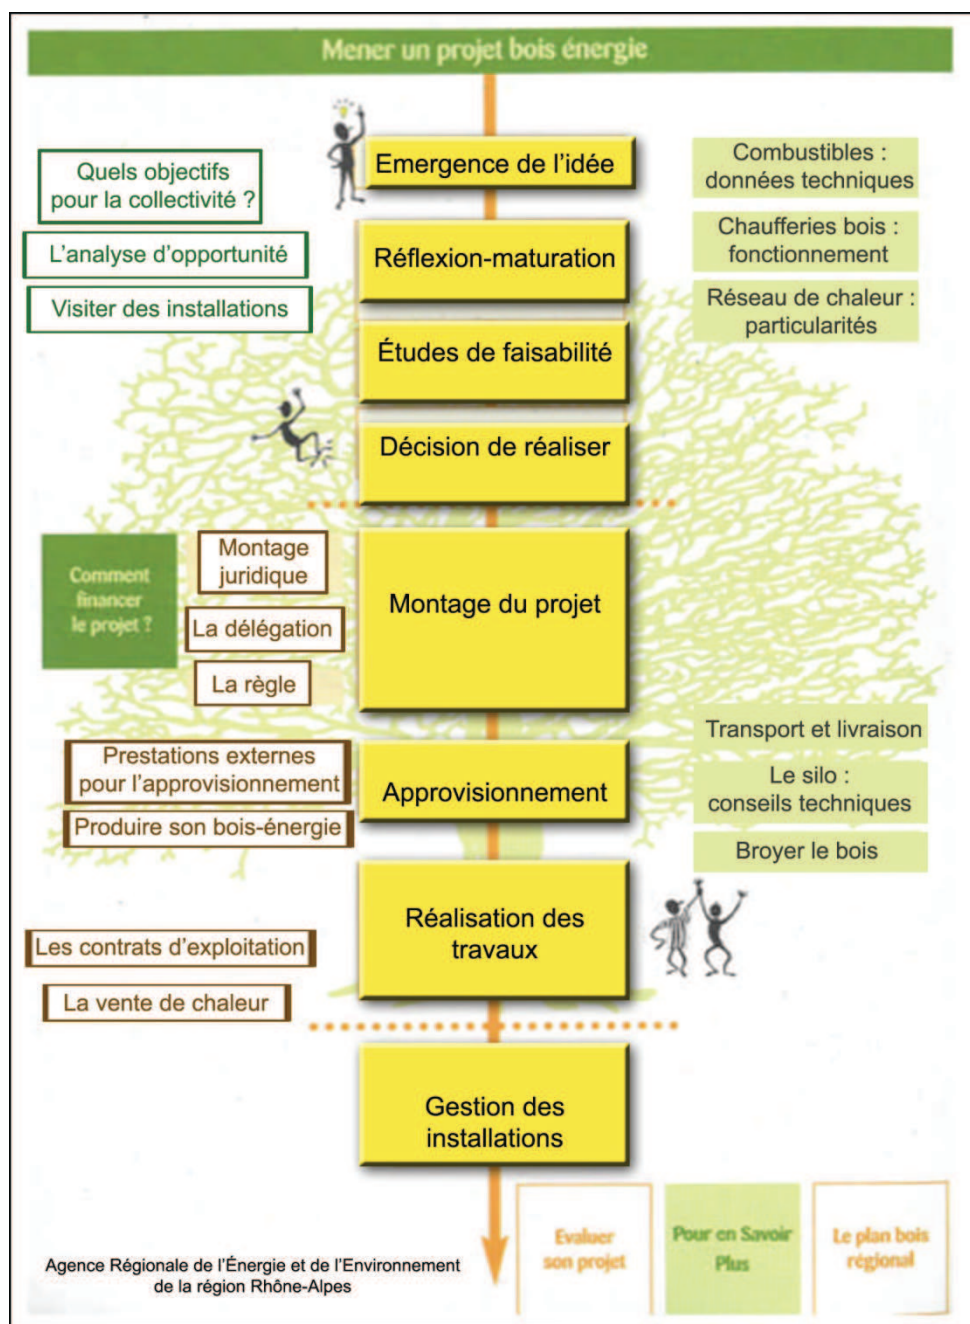 Mener un projet bois énergie
Emergence de l’idée
Quels objectifs
pour la collectivité ?
Combustibles :
données techniques
L’analyse d’opportunité
Réflexion-maturation
Chaufferies bois :
fonctionnement
Visiter des installations
Réseau de chaleur :
particularités
Études de faisabilité
Décision de réaliser
Comment
financer
le projet ?
Montage
juridique
La délégation
La règle
Montage du projet
Prestations externes
pour l’approvisionnement
Produire son bois-énergie
Approvisionnement
Transport et livraison
Le silo :
conseils techniques
Broyer le bois
Les contrats d’exploitation
La vente de chaleur
Réalisation des
travaux
Gestion des
installations
Agence Régionale de l’Énergie et de l’Environnement
de la région Rhône-Alpes
Evaluer
son projet
Pour en Savoir
Plus
Le plan bois
régional